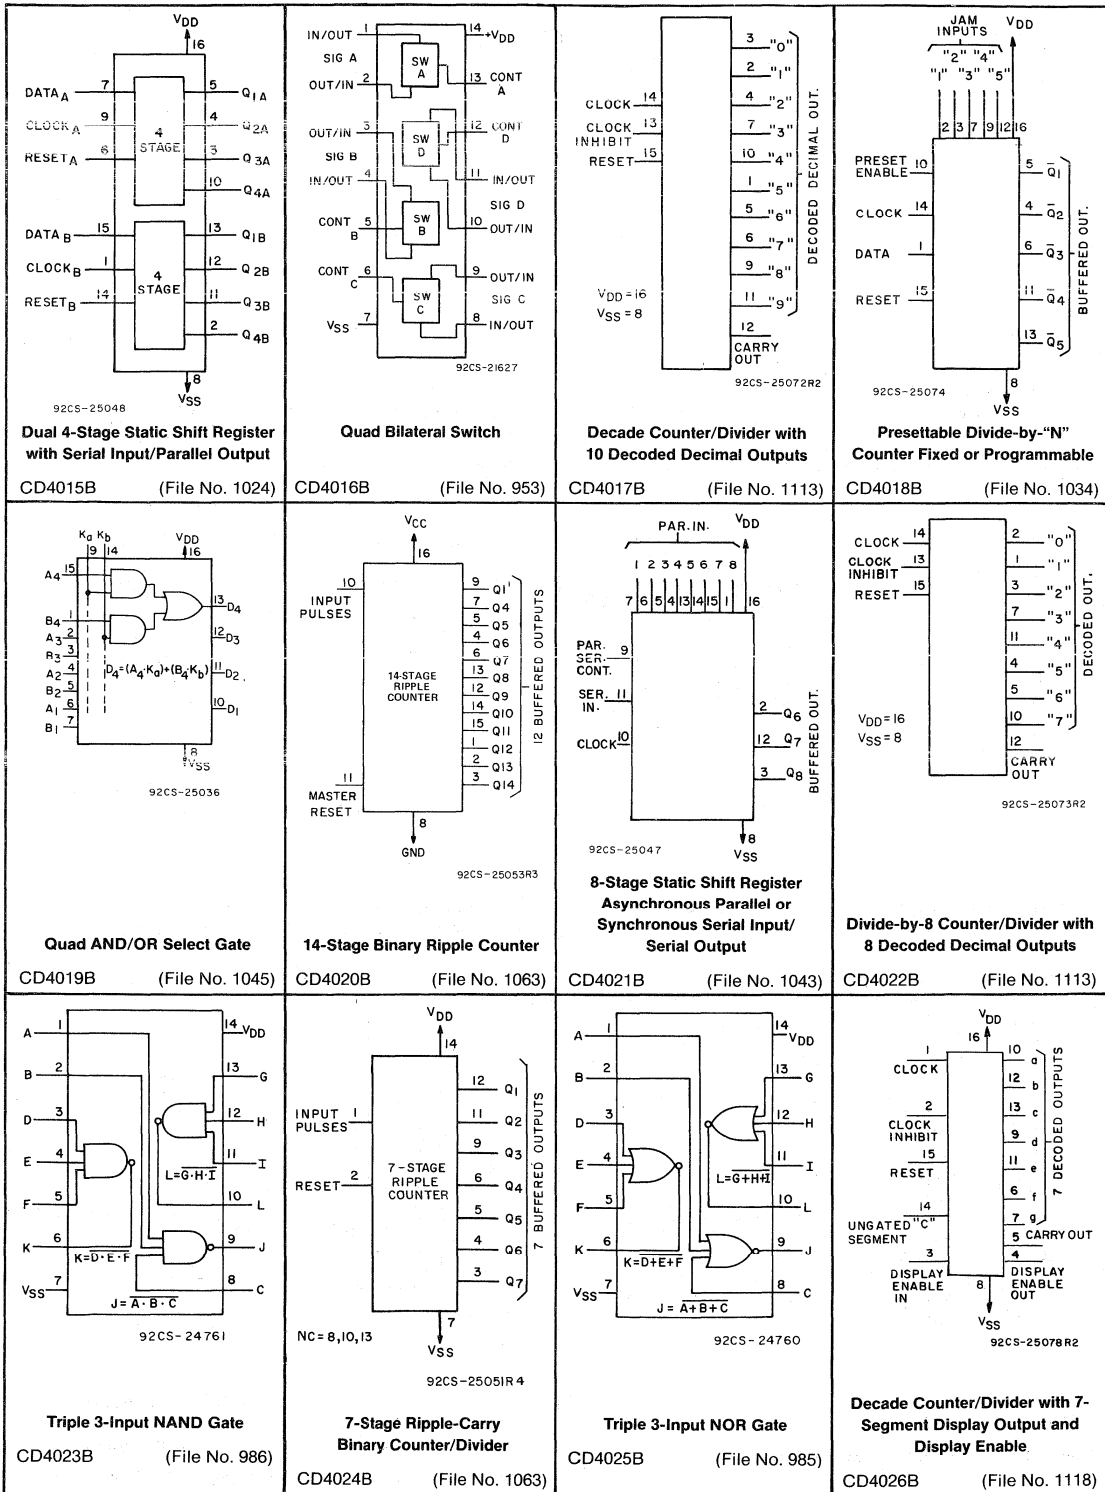 VDD
16
DATA A
7
5
Q1A
CLOCK A
9
4
Q2A
4
STAGE
RESET A
6
3
Q3A
10
Q4A
DATA B
15
13
Q1B
CLOCK B
1
12
Q2B
4
STAGE
RESET B
14
11
Q3B
2
Q4B
8
VSS
92CS-25048
Dual 4-Stage Static Shift Register
with Serial Input/Parallel Output
CD4015B (File No. 1024)
IN/OUT 1
14 +VDD
SIG A
SW
A
OUT/IN 2
13 CONT
A
OUT/IN 3
SW
D
12 CONT
D
SIG B
IN/OUT 4
11 IN/OUT
SIG D
CONT 5
B
SW
B
10 OUT/IN
CONT 6
C
9 OUT/IN
SW
C
SIG C
VSS 7
8 IN/OUT
92CS-21627
Quad Bilateral Switch
CD4016B (File No. 953)
3 "0"
2 "1"
CLOCK 14
4 "2"
CLOCK 13
INHIBIT
7 "3"
RESET 15
10 "4"
1 "5"
5 "6"
6 "7"
9 "8"
11 "9"
DECODED DECIMAL OUT.
VDD = 16
VSS = 8
12
CARRY
OUT
92CS-25072R2
Decade Counter/Divider with
10 Decoded Decimal Outputs
CD4017B (File No. 1113)
JAM
INPUTS
VDD
"2" "4"
"1" "3" "5"
2 3 7 9 12 16
PRESET
ENABLE 10
5 Q̅1
CLOCK 14
4 Q̅2
DATA 1
6 Q̅3
RESET 15
11 Q̅4
13 Q̅5
BUFFERED OUT.
8
VSS
92CS-25074
Presettable Divide-by-“N”
Counter Fixed or Programmable
CD4018B (File No. 1034)
Ka Kb
9 14
VDD
16
A4 15
13 D4
B4 1
A3 2
12 D3
B3 3
A2 4
D4=(A4·Ka)+(B4·Kb)
11 D2
B2 5
A1 6
10 D1
B1 7
8
VSS
92CS-25036
Quad AND/OR Select Gate
CD4019B (File No. 1045)
VCC
16
10
INPUT
PULSES
14-STAGE
RIPPLE
COUNTER
9 Q1'
7 Q4
5 Q5
4 Q6
6 Q7
13 Q8
12 Q9
14 Q10
15 Q11
1 Q12
2 Q13
3 Q14
12 BUFFERED OUTPUTS
11
MASTER
RESET
8
GND
92CS-25053R3
14-Stage Binary Ripple Counter
CD4020B (File No. 1063)
PAR. IN. VDD
1 2 3 4 5 6 7 8
7 6 5 4 13 14 15 1 16
PAR.
SER.
CONT. 9
SER.
IN. 11
CLOCK 10
2 Q6
12 Q7
3 Q8
BUFFERED OUT.
8
VSS
92CS-25047
8-Stage Static Shift Register
Asynchronous Parallel or
Synchronous Serial Input/
Serial Output
CD4021B (File No. 1043)
CLOCK 14
2 "0"
CLOCK 13
INHIBIT
1 "1"
RESET 15
3 "2"
7 "3"
11 "4"
4 "5"
5 "6"
10 "7"
DECODED OUT.
VDD = 16
VSS = 8
12
CARRY
OUT
92CS-25073R2
Divide-by-8 Counter/Divider with
8 Decoded Decimal Outputs
CD4022B (File No. 1113)
A 1
14 VDD
B 2
13 G
D 3
12 H
E 4
11 I
L=G·H·I
F 5
10 L
K 6
K=D·E·F
9 J
VSS 7
8 C
J=A·B·C
92CS-24761
Triple 3-Input NAND Gate
CD4023B (File No. 986)
VDD
14
INPUT
PULSES 1
RESET 2
7-STAGE
RIPPLE
COUNTER
12 Q1
11 Q2
9 Q3
6 Q4
5 Q5
4 Q6
3 Q7
7 BUFFERED OUTPUTS
NC = 8,10,13
7
VSS
92CS-25051R4
7-Stage Ripple-Carry
Binary Counter/Divider
CD4024B (File No. 1063)
A 1
14 VDD
B 2
13 G
D 3
12 H
E 4
11 I
L=G+H+I
F 5
10 L
K 6
K=D+E+F
9 J
VSS 7
8 C
J=A+B+C
92CS-24760
Triple 3-Input NOR Gate
CD4025B (File No. 985)
VDD
16
1
CLOCK
2
CLOCK
INHIBIT
15
RESET
14
UNGATED "C"
SEGMENT
3
DISPLAY
ENABLE
IN
10 a
12 b
13 c
9 d
11 e
6 f
7 g
7 DECODED OUTPUTS
5 CARRY OUT
4
DISPLAY
ENABLE
OUT
8
VSS
92CS-25078R2
Decade Counter/Divider with 7-
Segment Display Output and
Display Enable
CD4026B (File No. 1118)